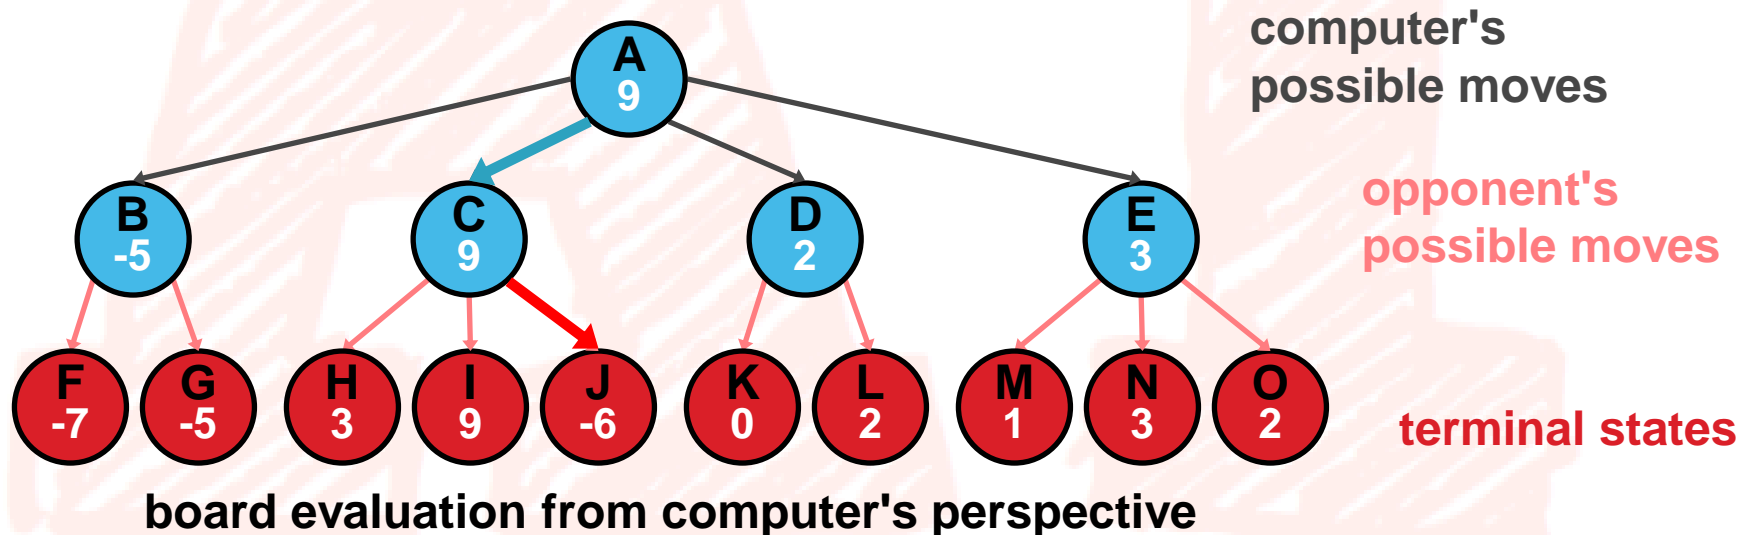 computer's
possible moves
A
9
opponent's
possible moves
B
-5
C
9
D
2
E
3
F
-7
G
-5
H
3
I
9
J
-6
K
0
L
2
M
1
N
3
O
2
terminal states
board evaluation from computer's perspective